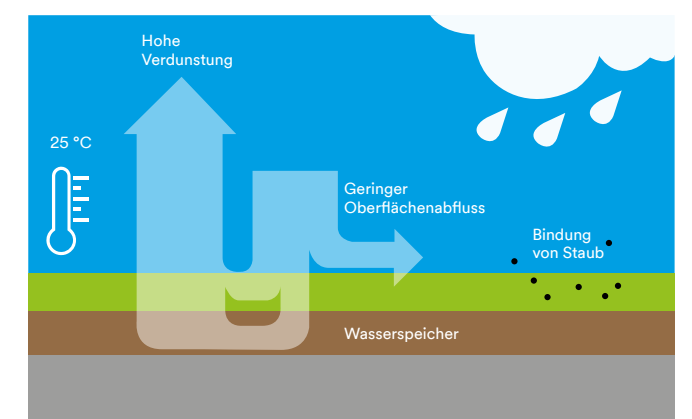 Hohe
Verdunstung
25 °C
Geringer
Oberflächenabfluss
Bindung
von Staub
Wasserspeicher